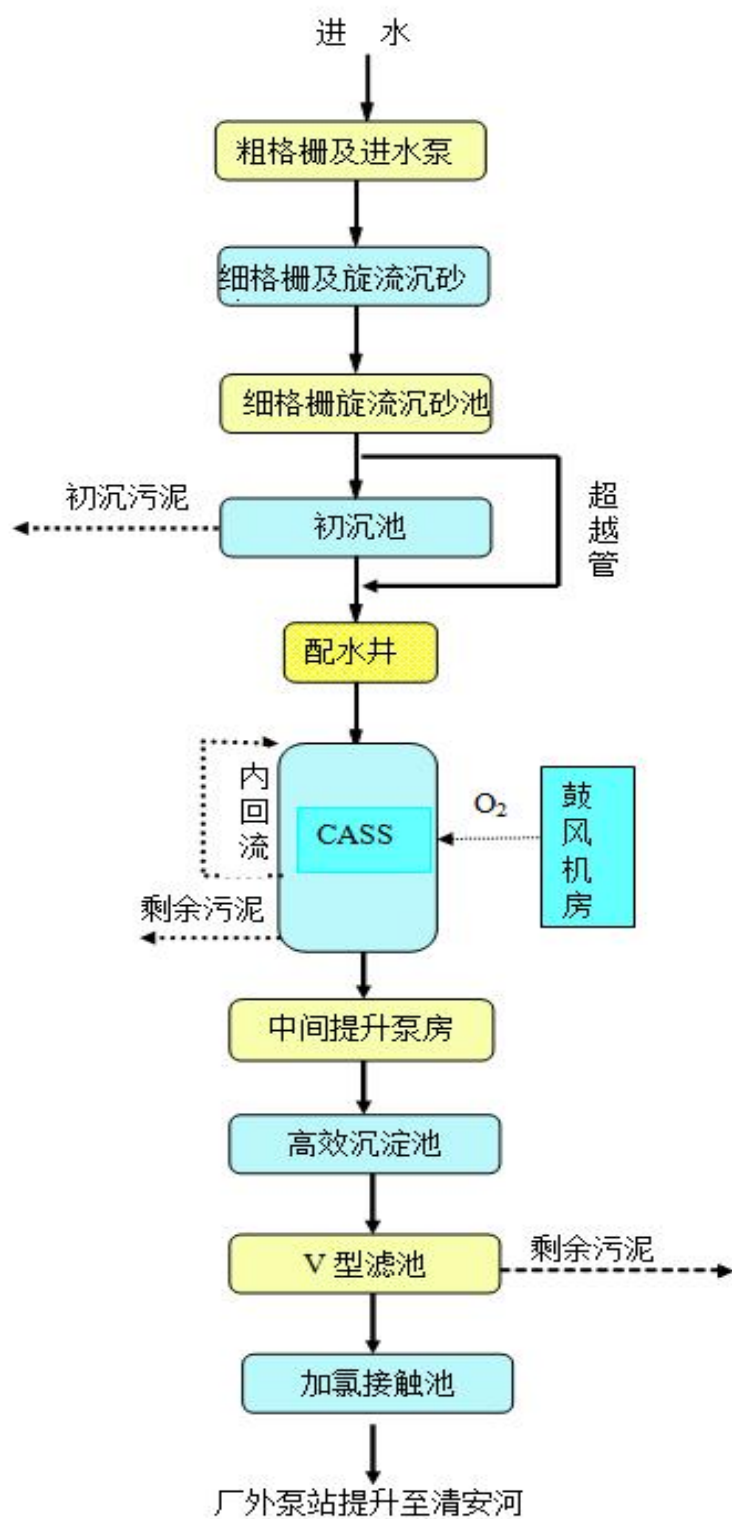 进 水
粗格栅及进水泵
细格栅及旋流沉砂
细格栅旋流沉砂池
初沉污泥
初沉池
超越管
配水井
内回流
CASS
O₂
鼓风机房
剩余污泥
中间提升泵房
高效沉淀池
V 型滤池
剩余污泥
加氯接触池
厂外泵站提升至清安河